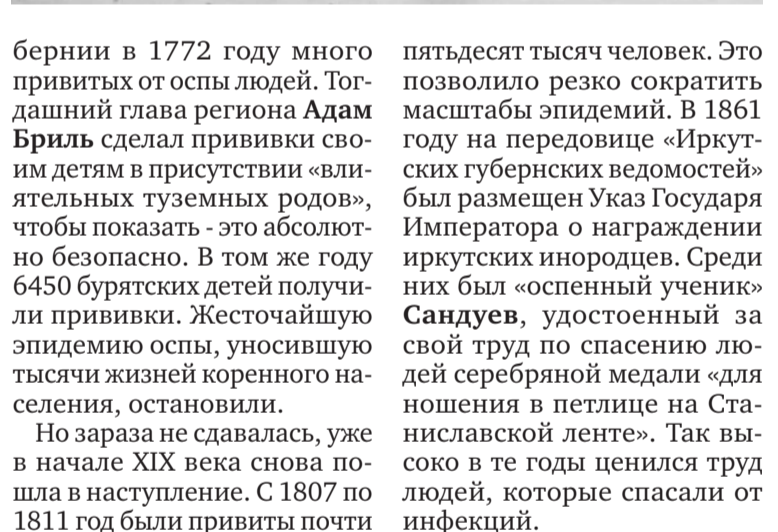 бернии в 1772 году много
привитых от оспы людей. Тог-
дашний глава региона Адам
Бриль сделал прививки сво-
им детям в присутствии «вли-
ятельных туземных родов»,
чтобы показать - это абсолют-
но безопасно. В том же году
6450 бурятских детей получи-
ли прививки. Жесточайшую
эпидемию оспы, уносившую
тысячи жизней коренного на-
селения, остановили.
Но зараза не сдавалась, уже
в начале XIX века снова по-
шла в наступление. С 1807 по
1811 год были привиты почти
пятьдесят тысяч человек. Это
позволило резко сократить
масштабы эпидемий. В 1861
году на передовице «Иркут-
ских губернских ведомостей»
был размещен Указ Государя
Императора о награждении
иркутских инородцев. Среди
них был «оспенный ученик»
Сандуев, удостоенный за
свой труд по спасению лю-
дей серебряной медали «для
ношения в петлице на Ста-
ниславской ленте». Так вы-
соко в те годы ценился труд
людей, которые спасали от
инфекций.